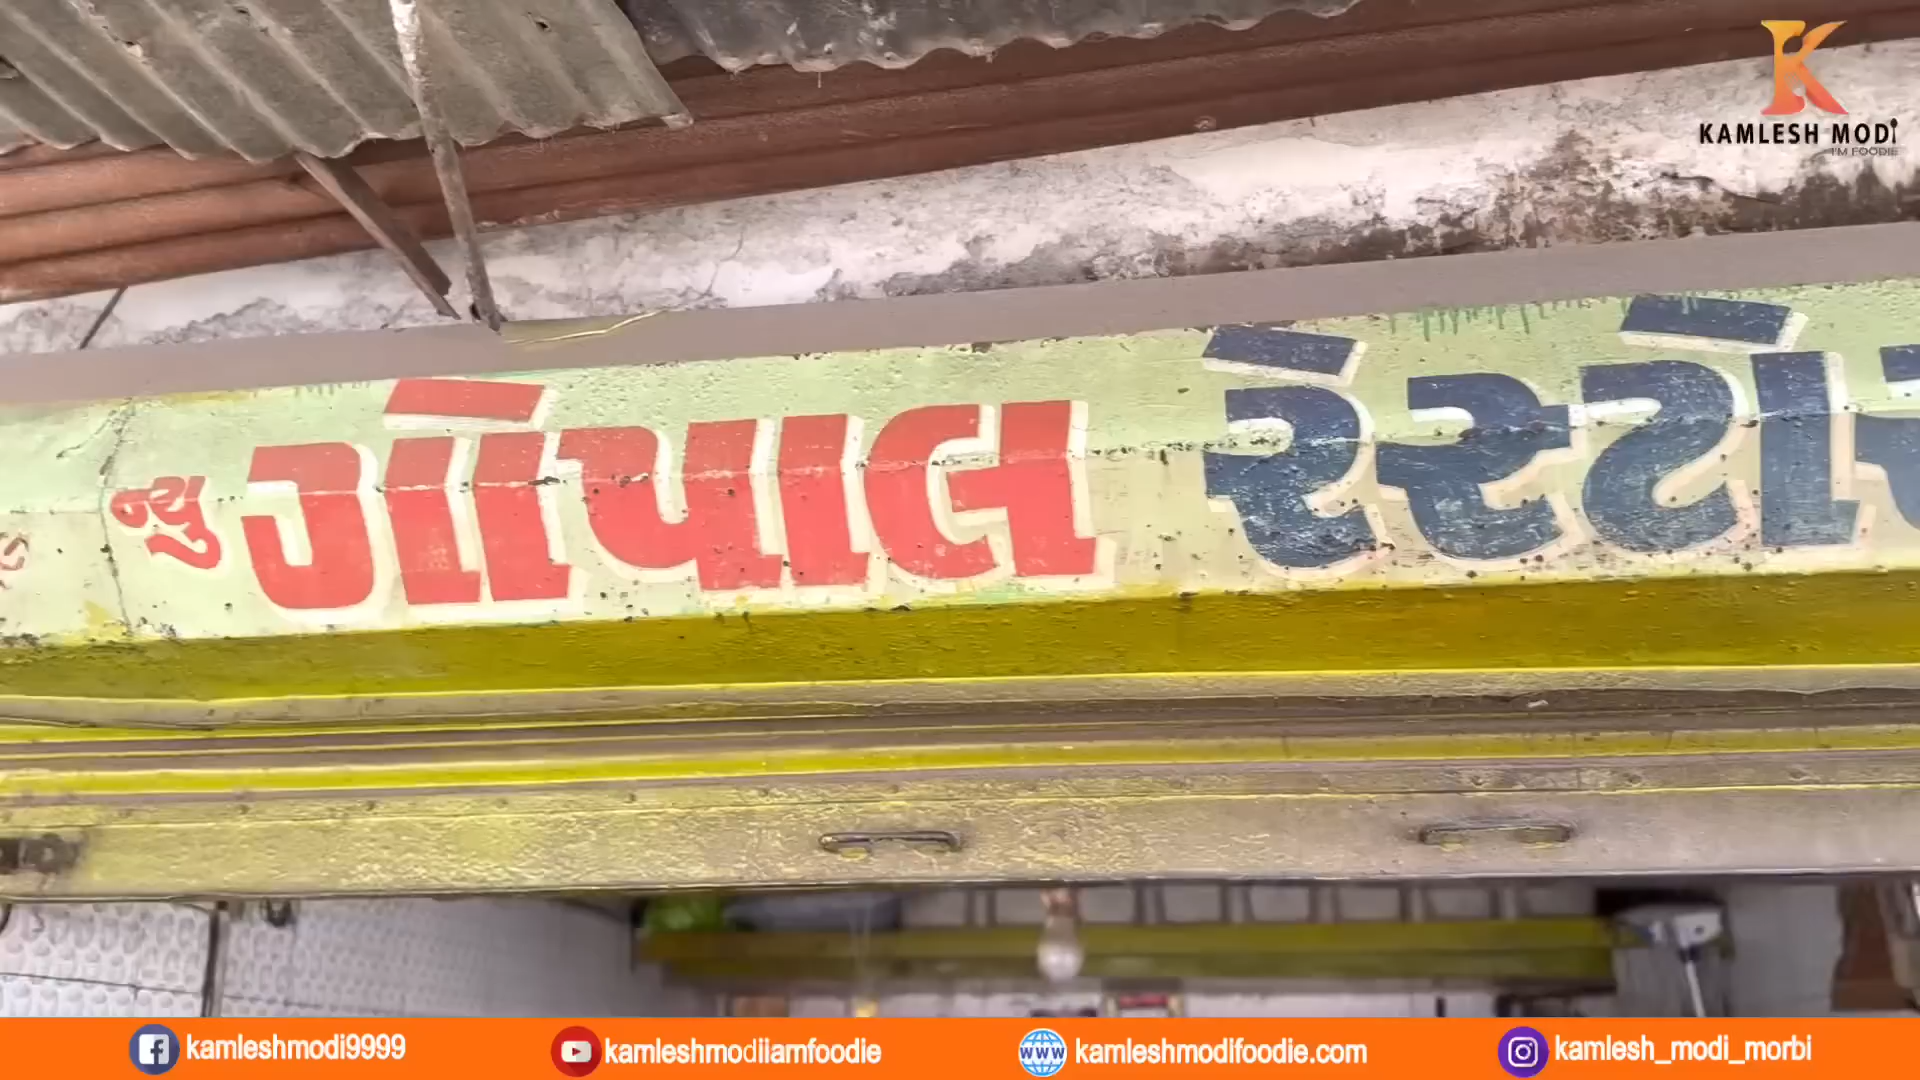 KAMLESH MODI
I'M FOODIE
ન્યુ ગોપાલ રેસ્ટોર
kamleshmodi9999
kamleshmodiiamfoodie
kamleshmodifoodie.com
kamlesh_modi_morbi